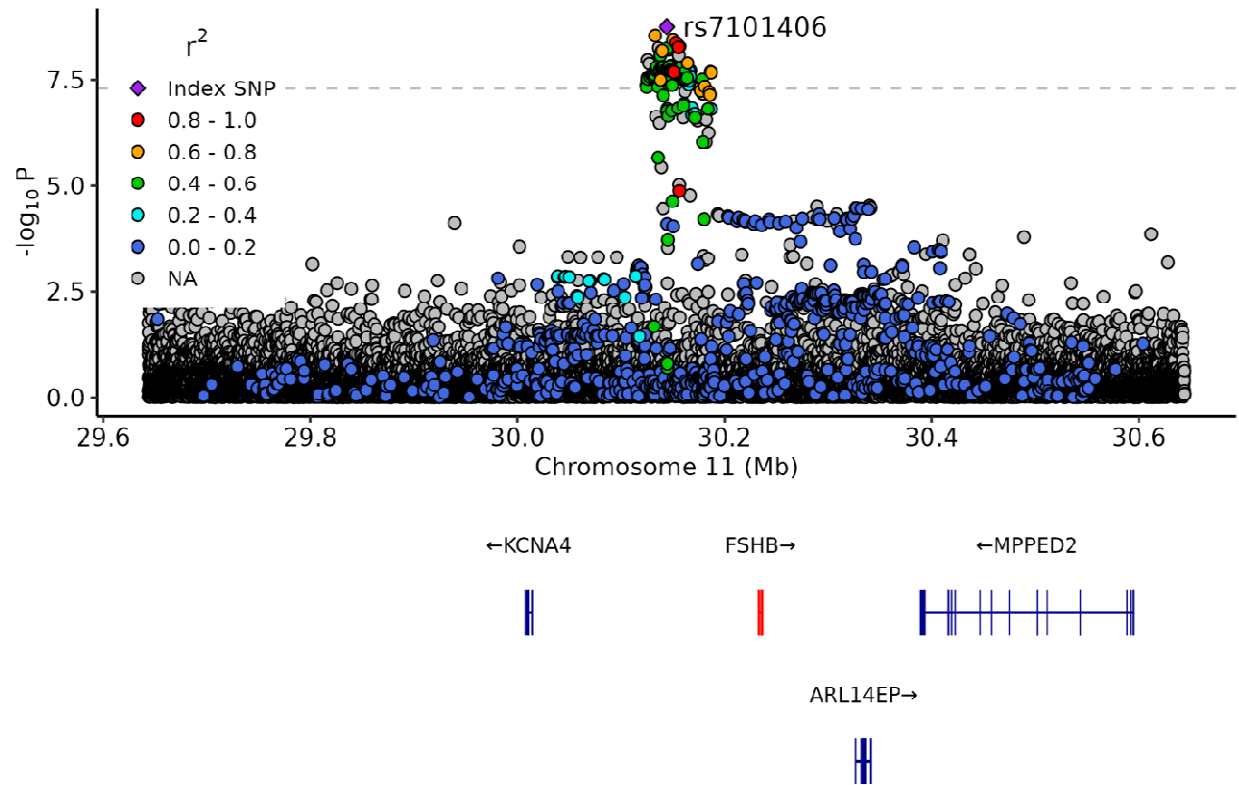 rs7101406
r²
Index SNP
0.8 - 1.0
0.6 - 0.8
0.4 - 0.6
0.2 - 0.4
0.0 - 0.2
NA
-log₁₀ P
7.5
5.0
2.5
0.0
29.6 29.8 30.0 30.2 30.4 30.6
Chromosome 11 (Mb)
←KCNA4 FSHB→ ←MPPED2
ARL14EP→